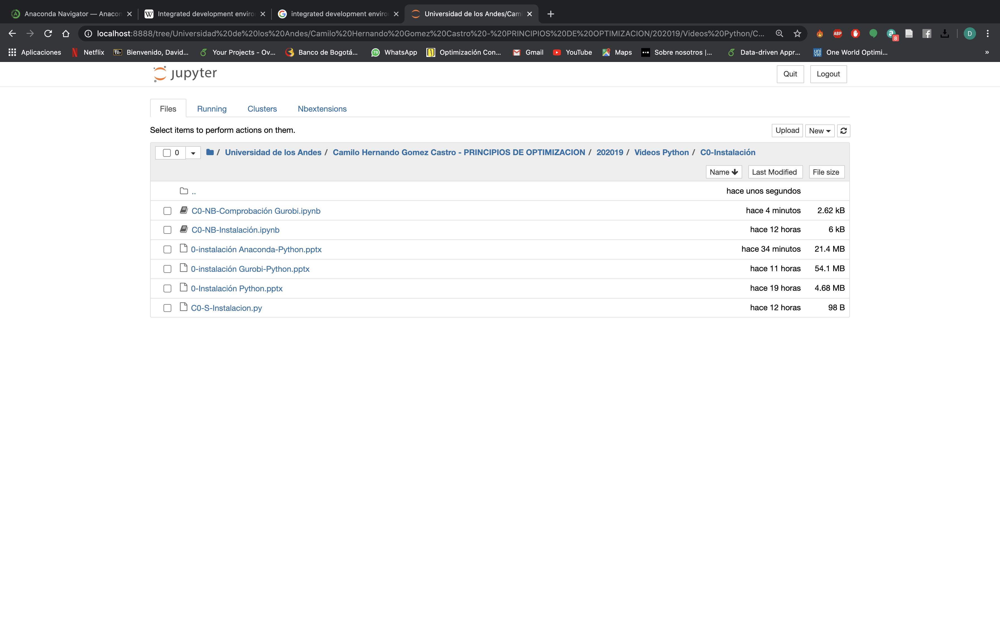 Anaconda Navigator — Anacon
Integrated development enviro
integrated development enviro
Universidad de los Andes/Cami
localhost:8888/tree/Universidad%20de%20los%20Andes/Camilo%20Hernando%20Gomez%20Castro%20-%20PRINCIPIOS%20DE%20OPTIMIZACION/202019/Videos%20Python/C...
ABP
8
D
Aplicaciones
Netflix
Bb Bienvenido, David...
Your Projects - Ov...
Banco de Bogotá...
79 WhatsApp
Optimización Con...
Gmail
YouTube
Maps
Sobre nosotros |...
Data-driven Appr...
uni vie One World Optimi...
»
jupyter
Quit
Logout
Files
Running
Clusters
Nbextensions
Select items to perform actions on them.
Upload
New
0
/ Universidad de los Andes / Camilo Hernando Gomez Castro - PRINCIPIOS DE OPTIMIZACION / 202019 / Videos Python / C0-Instalación
Name
Last Modified
File size
.. hace unos segundos
C0-NB-Comprobación Gurobi.ipynb hace 4 minutos 2.62 kB
C0-NB-Instalación.ipynb hace 12 horas 6 kB
0-instalación Anaconda-Python.pptx hace 34 minutos 21.4 MB
0-instalación Gurobi-Python.pptx hace 11 horas 54.1 MB
0-Instalación Python.pptx hace 19 horas 4.68 MB
C0-S-Instalacion.py hace 12 horas 98 B